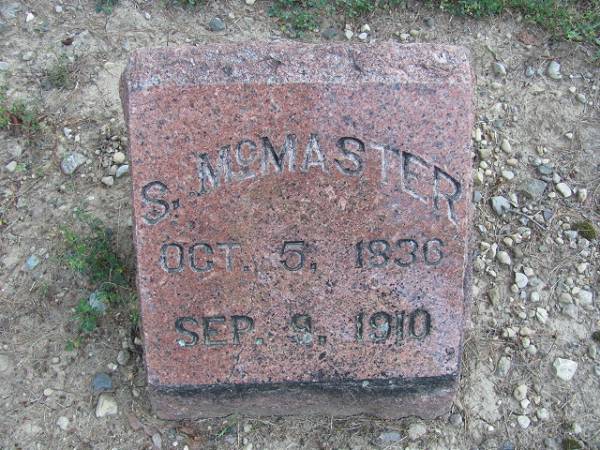 S. McMASTER
OCT. 5, 1836
SEP. 9, 1910